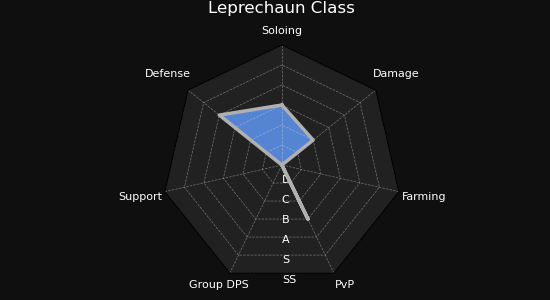 Leprechaun Class
Soloing
Defense
Damage
Support
Farming
D
C
B
A
S
SS
Group DPS
PvP